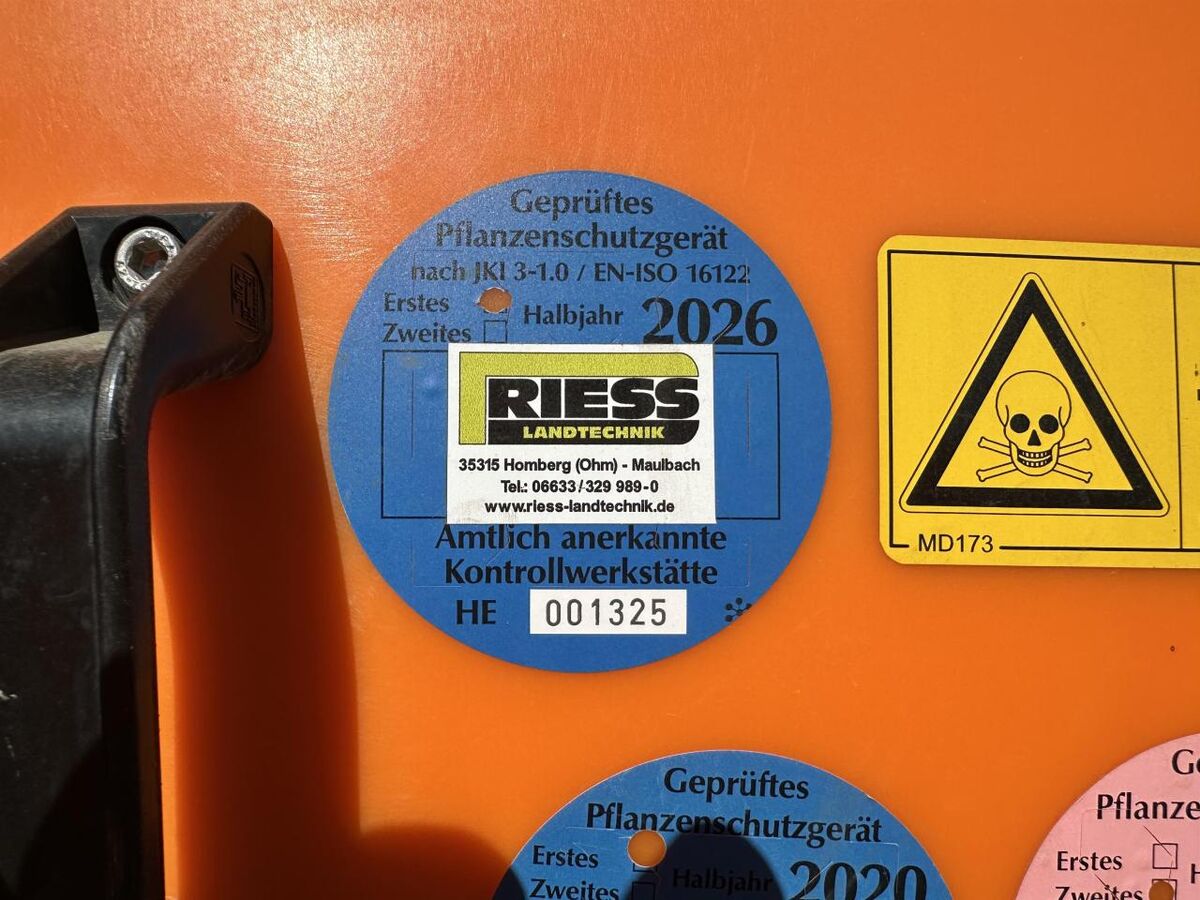 Geprüftes
Pflanzenschutzgerät
nach JKI 3-1.0 / EN-ISO 16122
Erstes
Zweites
Halbjahr
2026
RIESS
LANDTECHNIK
35315 Homberg (Ohm) - Maulbach
Tel.: 06633/329 989-0
www.riess-landtechnik.de
Amtlich anerkannte
Kontrollwerkstätte
HE 001325
MD173
Geprüftes
Pflanzenschutzgerät
Erstes
Zweites
Halbjahr
2020
Ge
Pflanze
Erstes
Zweites
H